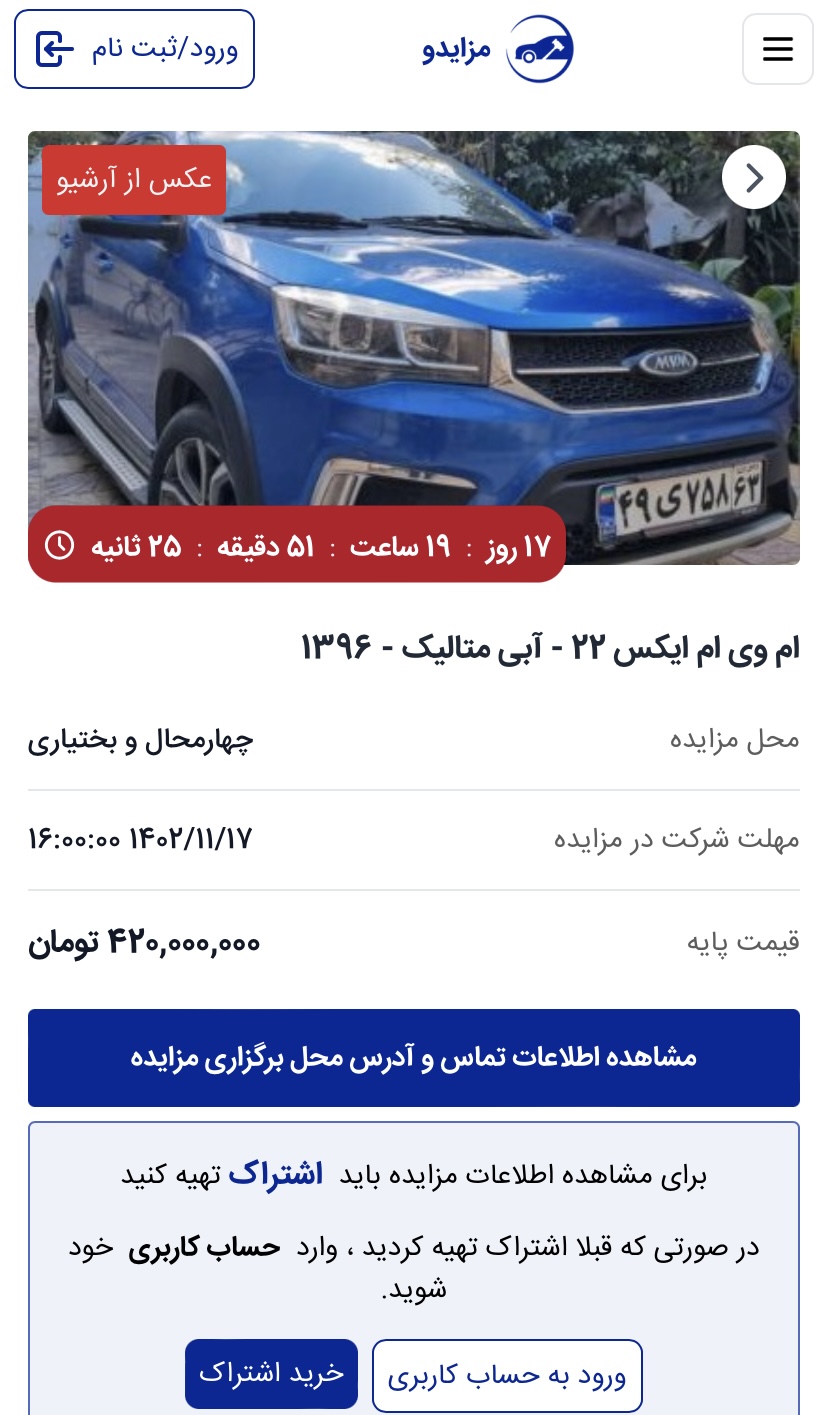 ورود/ثبت نام
مزایدو
عکس از آرشیو
MVM
۴۹ی۷۵۸ ۶۳
۱۷ روز : ۱۹ ساعت : ۵۱ دقیقه : ۲۵ ثانیه
ام وی ام ایکس ۲۲ - آبی متالیک - ۱۳۹۶
محل مزایده چهارمحال و بختیاری
مهلت شرکت در مزایده ۱۴۰۲/۱۱/۱۷ ۱۶:۰۰:۰۰
قیمت پایه ۴۲۰,۰۰۰,۰۰۰ تومان
مشاهده اطلاعات تماس و آدرس محل برگزاری مزایده
برای مشاهده اطلاعات مزایده باید اشتراک تهیه کنید
در صورتی که قبلا اشتراک تهیه کردید ، وارد حساب کاربری خود
شوید.
ورود به حساب کاربری
خرید اشتراک